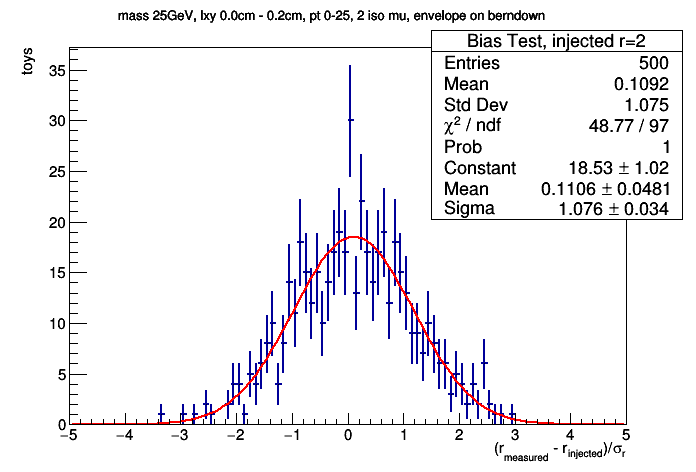 mass 25GeV, lxy 0.0cm - 0.2cm, pt 0-25, 2 iso mu, envelope on berndown
Bias Test, injected r=2
Entries 500
Mean 0.1092
Std Dev 1.075
χ² / ndf 48.77 / 97
Prob 1
Constant 18.53 ± 1.02
Mean 0.1106 ± 0.0481
Sigma 1.076 ± 0.034
toys
35
30
25
20
15
10
5
0
−5 −4 −3 −2 −1 0 1 2 3 4 5
(r_measured - r_injected)/σ_r